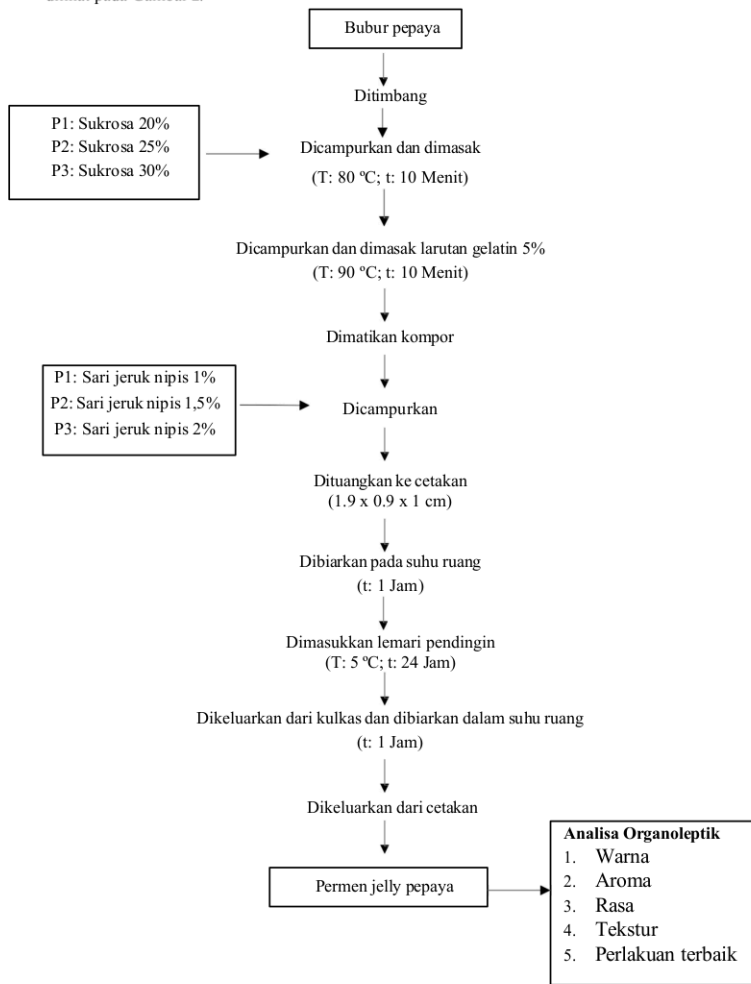 Bubur pepaya
Ditimbang
P1: Sukrosa 20%
P2: Sukrosa 25%
P3: Sukrosa 30%
Dicampurkan dan dimasak
(T: 80 ºC; t: 10 Menit)
Dicampurkan dan dimasak larutan gelatin 5%
(T: 90 ºC; t: 10 Menit)
Dimatikan kompor
P1: Sari jeruk nipis 1%
P2: Sari jeruk nipis 1,5%
P3: Sari jeruk nipis 2%
Dicampurkan
Dituangkan ke cetakan
(1.9 x 0.9 x 1 cm)
Dibiarkan pada suhu ruang
(t: 1 Jam)
Dimasukkan lemari pendingin
(T: 5 ºC; t: 24 Jam)
Dikeluarkan dari kulkas dan dibiarkan dalam suhu ruang
(t: 1 Jam)
Dikeluarkan dari cetakan
Permen jelly pepaya
Analisa Organoleptik
1. Warna
2. Aroma
3. Rasa
4. Tekstur
5. Perlakuan terbaik